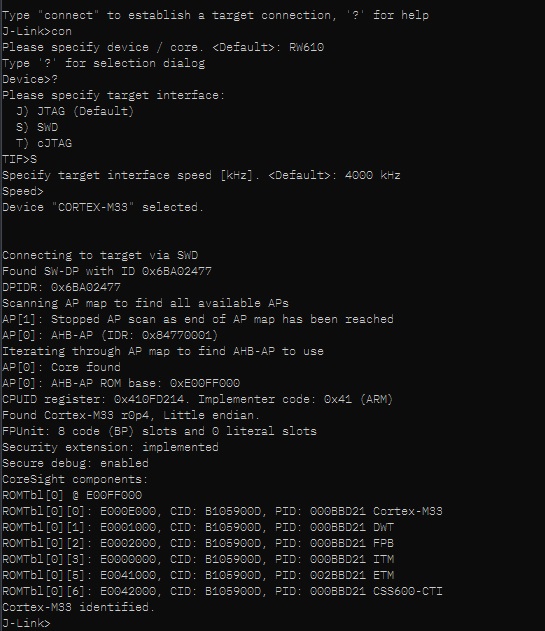 Type "connect" to establish a target connection, '?' for help
J-Link>con
Please specify device / core. <Default>: RW610
Type '?' for selection dialog
Device>?
Please specify target interface:
J) JTAG (Default)
S) SWD
T) cJTAG
TIF>S
Specify target interface speed [kHz]. <Default>: 4000 kHz
Speed>
Device "CORTEX-M33" selected.
Connecting to target via SWD
Found SW-DP with ID 0x6BA02477
DPIDR: 0x6BA02477
Scanning AP map to find all available APs
AP[1]: Stopped AP scan as end of AP map has been reached
AP[0]: AHB-AP (IDR: 0x84770001)
Iterating through AP map to find AHB-AP to use
AP[0]: Core found
AP[0]: AHB-AP ROM base: 0xE00FF000
CPUID register: 0x410FD214. Implementer code: 0x41 (ARM)
Found Cortex-M33 r0p4, Little endian.
FPUnit: 8 code (BP) slots and 0 literal slots
Security extension: implemented
Secure debug: enabled
CoreSight components:
ROMTbl[0] @ E00FF000
ROMTbl[0][0]: E000E000, CID: B105900D, PID: 000BBD21 Cortex-M33
ROMTbl[0][1]: E0001000, CID: B105900D, PID: 000BBD21 DWT
ROMTbl[0][2]: E0002000, CID: B105900D, PID: 000BBD21 FPB
ROMTbl[0][3]: E0000000, CID: B105900D, PID: 000BBD21 ITM
ROMTbl[0][5]: E0041000, CID: B105900D, PID: 002BBD21 ETM
ROMTbl[0][6]: E0042000, CID: B105900D, PID: 000BBD21 CSS600-CTI
Cortex-M33 identified.
J-Link>